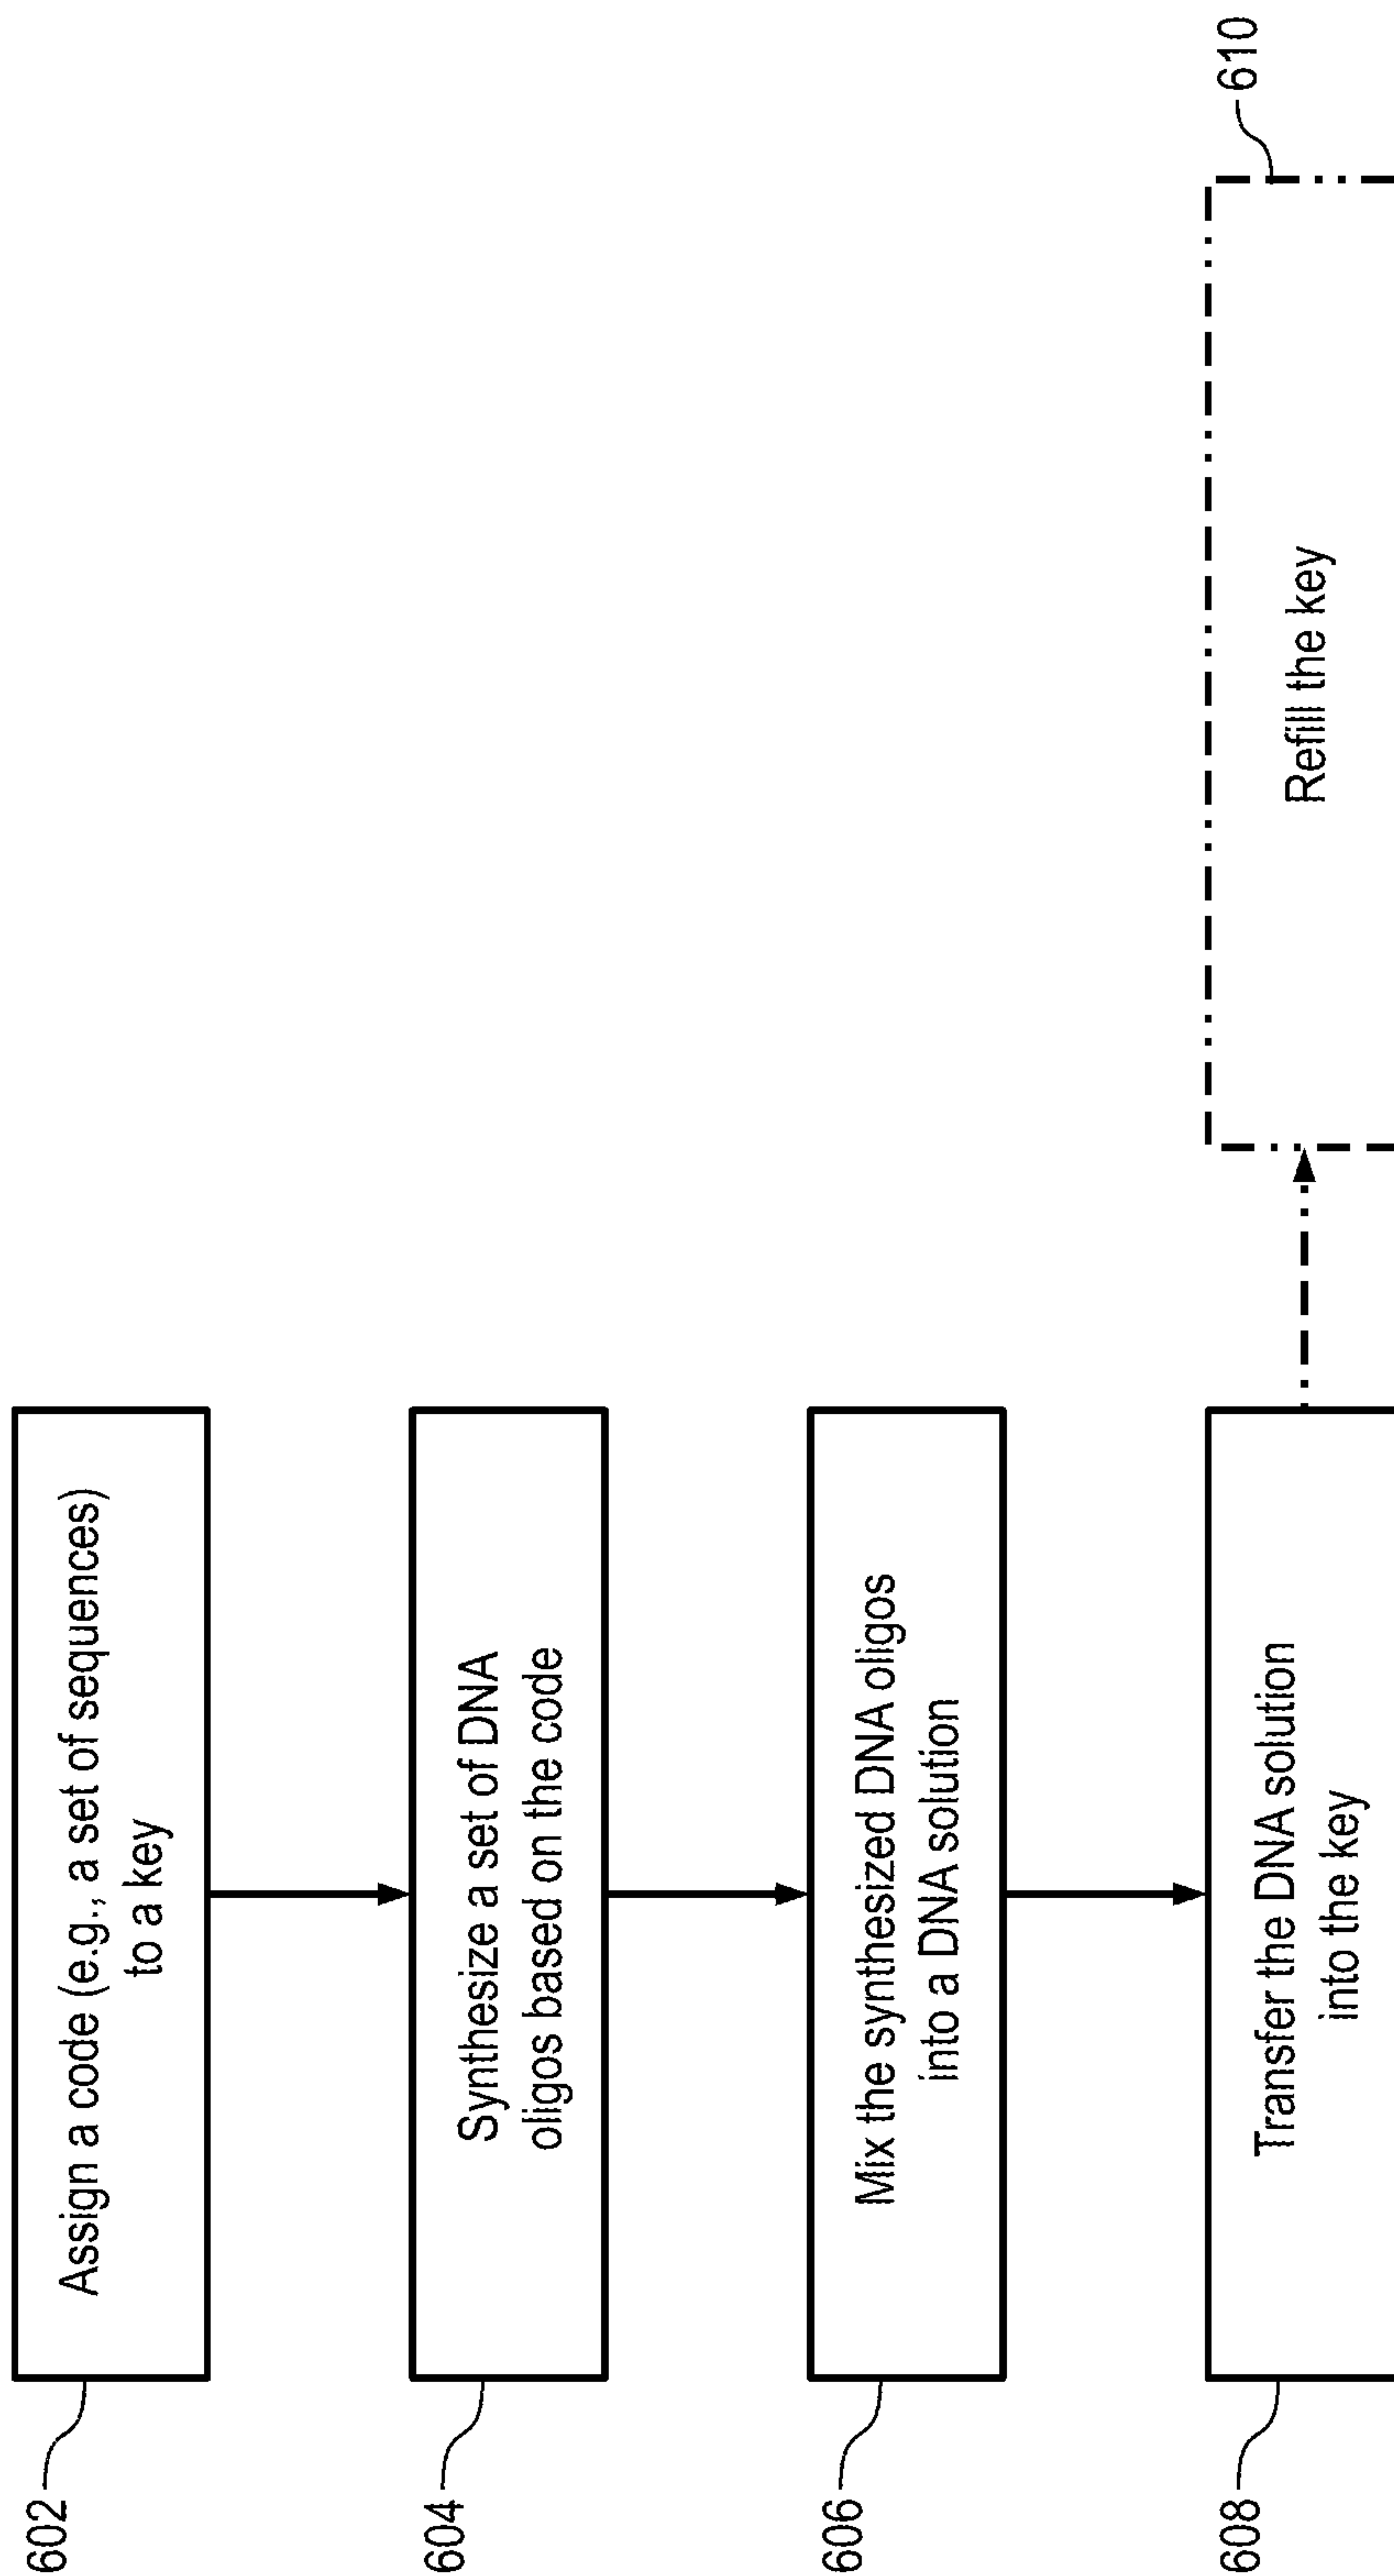 602
Assign a code (e.g., a set of sequences)
to a key
604
Synthesize a set of DNA
oligos based on the code
606
Mix the synthesized DNA oligos
into a DNA solution
608
Transfer the DNA solution
into the key
610
Refill the key